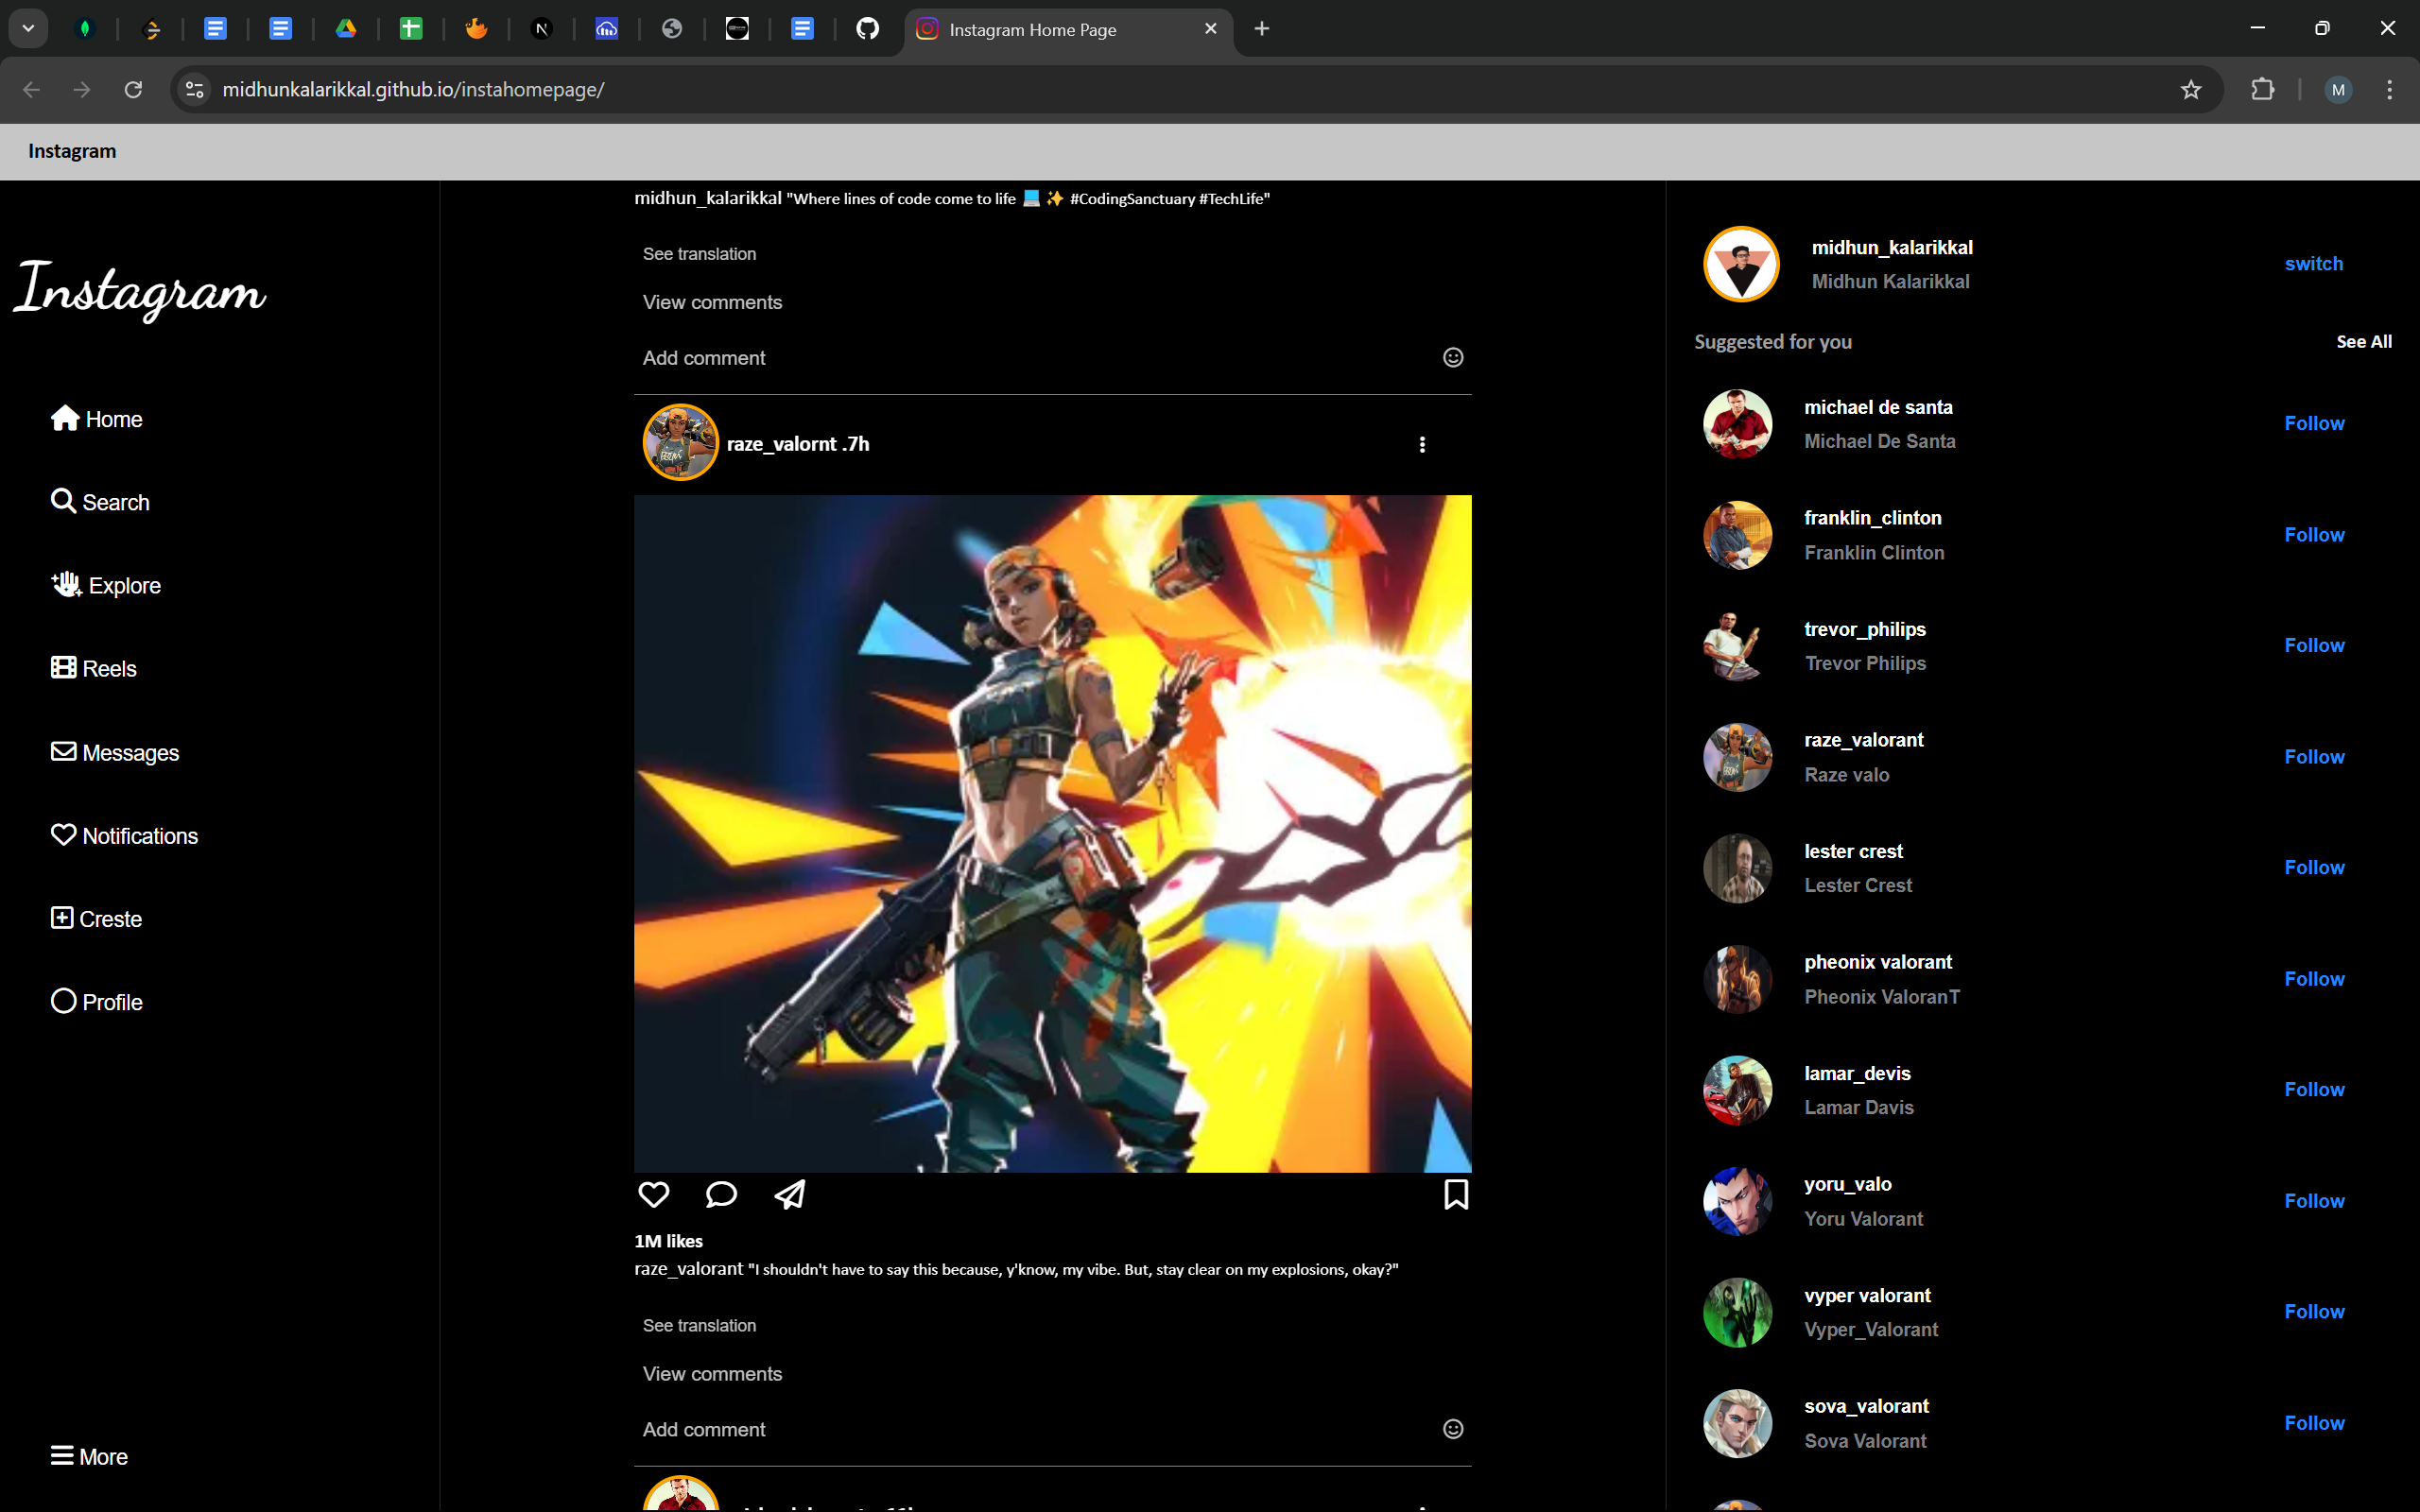 Instagram Home Page
midhunkalarikkal.github.io/instahomepage/
M
Instagram
Instagram
Home
Search
Explore
Reels
Messages
Notifications
Creste
Profile
More
midhun_kalarikkal "Where lines of code come to life 💻 ✨ #CodingSanctuary #TechLife"
See translation
View comments
Add comment
raze_valornt .7h
1M likes
raze_valorant "I shouldn't have to say this because, y'know, my vibe. But, stay clear on my explosions, okay?"
See translation
View comments
Add comment
midhun_kalarikkal
Midhun Kalarikkal
switch
Suggested for you
See All
michael de santa
Michael De Santa
Follow
franklin_clinton
Franklin Clinton
Follow
trevor_philips
Trevor Philips
Follow
raze_valorant
Raze valo
Follow
lester crest
Lester Crest
Follow
pheonix valorant
Pheonix ValoranT
Follow
lamar_devis
Lamar Davis
Follow
yoru_valo
Yoru Valorant
Follow
vyper valorant
Vyper_Valorant
Follow
sova_valorant
Sova Valorant
Follow